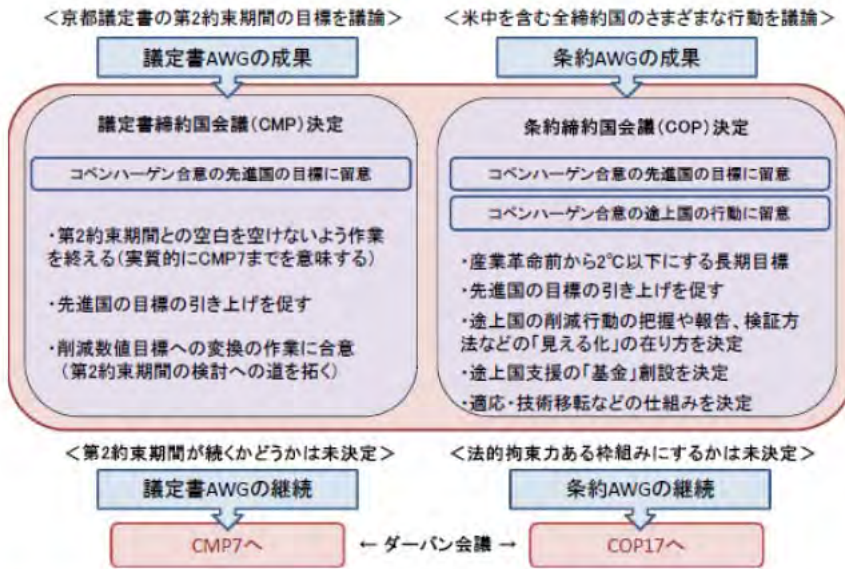 ＜京都議定書の第2約束期間の目標を議論＞
議定書AWGの成果
議定書締約国会議(CMP)決定
コペンハーゲン合意の先進国の目標に留意
・第2約束期間との空白を空けないよう作業
を終える(実質的にCMP7までを意味する)
・先進国の目標の引き上げを促す
・削減数値目標への変換の作業に合意
(第2約束期間の検討への道を拓く)
＜第2約束期間が続くかどうかは未決定＞
議定書AWGの継続
CMP7へ
＜米中を含む全締約国のさまざまな行動を議論＞
条約AWGの成果
条約締約国会議(COP)決定
コペンハーゲン合意の先進国の目標に留意
コペンハーゲン合意の途上国の行動に留意
・産業革命前から2℃以下にする長期目標
・先進国の目標の引き上げを促す
・途上国の削減行動の把握や報告、検証方
法などの「見える化」の在り方を決定
・途上国支援の「基金」創設を決定
・適応・技術移転などの仕組みを決定
＜法的拘束力ある枠組みにするかは未決定＞
条約AWGの継続
← ダーバン会議 →
COP17へ